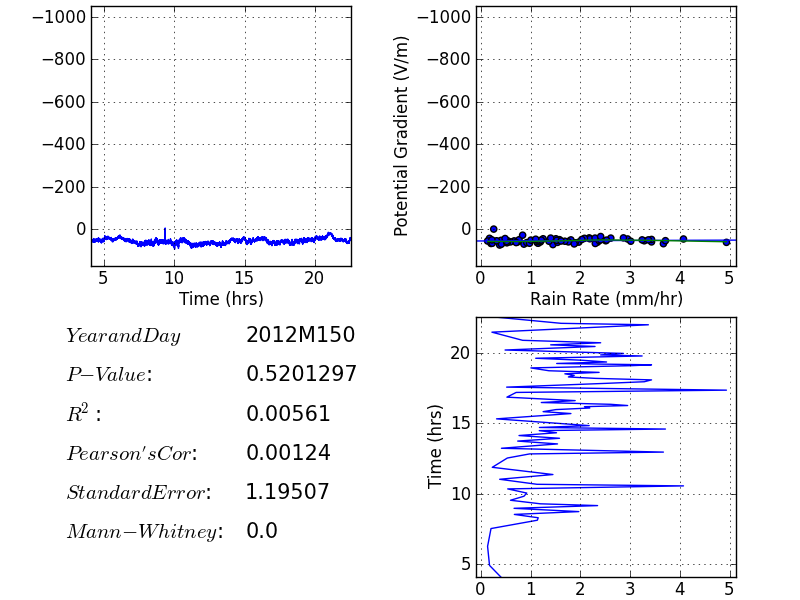 −1000
−800
−600
−400
−200
0
5 10 15 20
Time (hrs)
Potential Gradient (V/m)
−1000
−800
−600
−400
−200
0
0 1 2 3 4 5
Rain Rate (mm/hr)
YearandDay 2012M150
P−Value: 0.5201297
R²: 0.00561
Pearson'sCor: 0.00124
StandardError: 1.19507
Mann−Whitney: 0.0
Time (hrs)
20
15
10
5
0 1 2 3 4 5